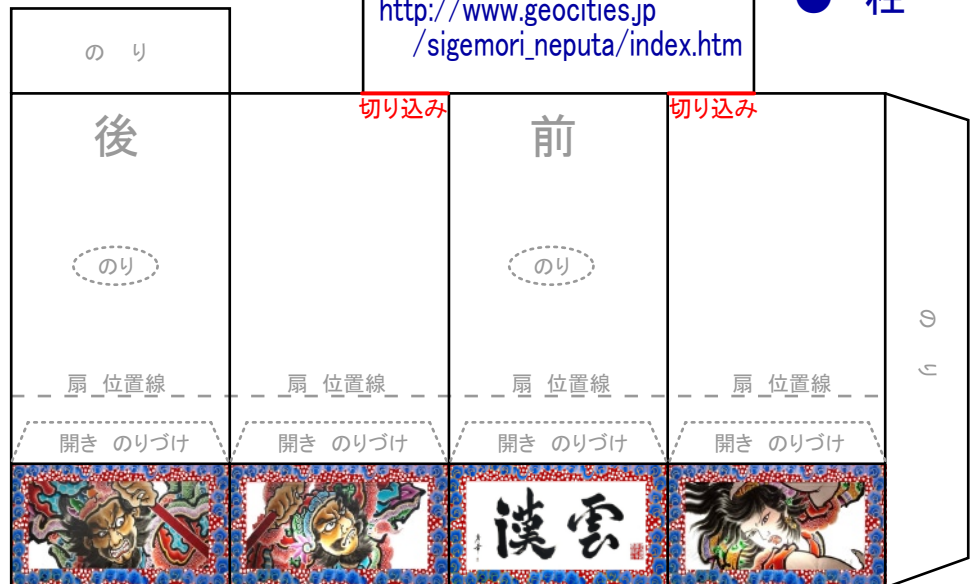 http://www.geocities.jp
/sigemori_neputa/index.htm
のり
切り込み
切り込み
後
前
のり
のり
のり
扇 位置線
扇 位置線
扇 位置線
扇 位置線
開き のりづけ
開き のりづけ
開き のりづけ
開き のりづけ
漢雲